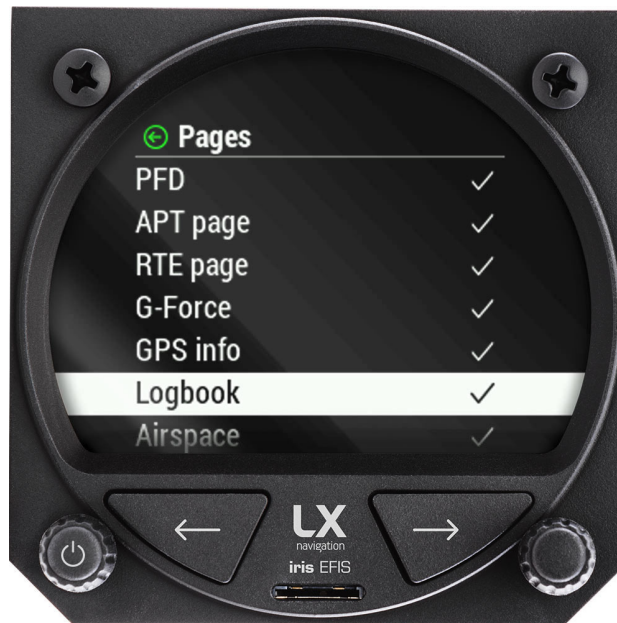 Pages
PFD
APT page
RTE page
G-Force
GPS info
Logbook
Airspace
LX
navigation
iris EFIS